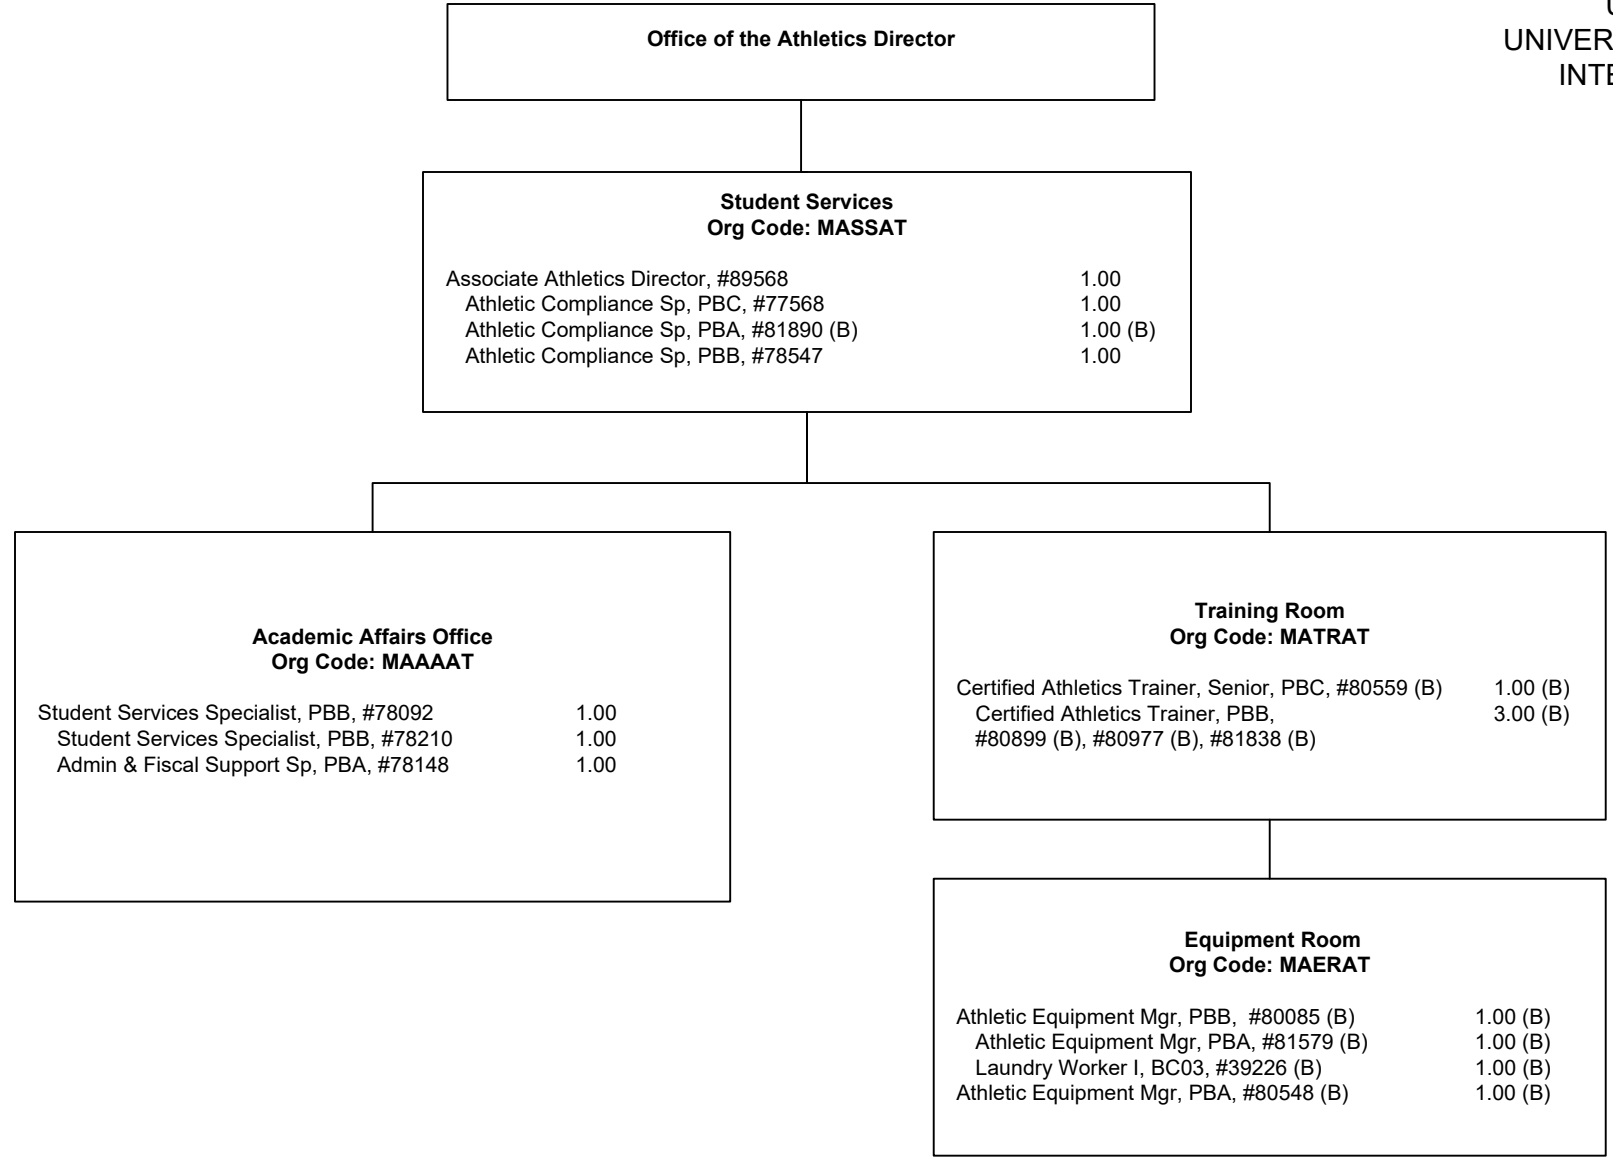 Office of the Athletics Director
UNIVER
INTE
Student Services
Org Code: MASSAT
Associate Athletics Director, #89568 1.00
Athletic Compliance Sp, PBC, #77568 1.00
Athletic Compliance Sp, PBA, #81890 (B) 1.00 (B)
Athletic Compliance Sp, PBB, #78547 1.00
Academic Affairs Office
Org Code: MAAAAT
Student Services Specialist, PBB, #78092 1.00
Student Services Specialist, PBB, #78210 1.00
Admin & Fiscal Support Sp, PBA, #78148 1.00
Training Room
Org Code: MATRAT
Certified Athletics Trainer, Senior, PBC, #80559 (B) 1.00 (B)
Certified Athletics Trainer, PBB, 3.00 (B)
#80899 (B), #80977 (B), #81838 (B)
Equipment Room
Org Code: MAERAT
Athletic Equipment Mgr, PBB, #80085 (B) 1.00 (B)
Athletic Equipment Mgr, PBA, #81579 (B) 1.00 (B)
Laundry Worker I, BC03, #39226 (B) 1.00 (B)
Athletic Equipment Mgr, PBA, #80548 (B) 1.00 (B)